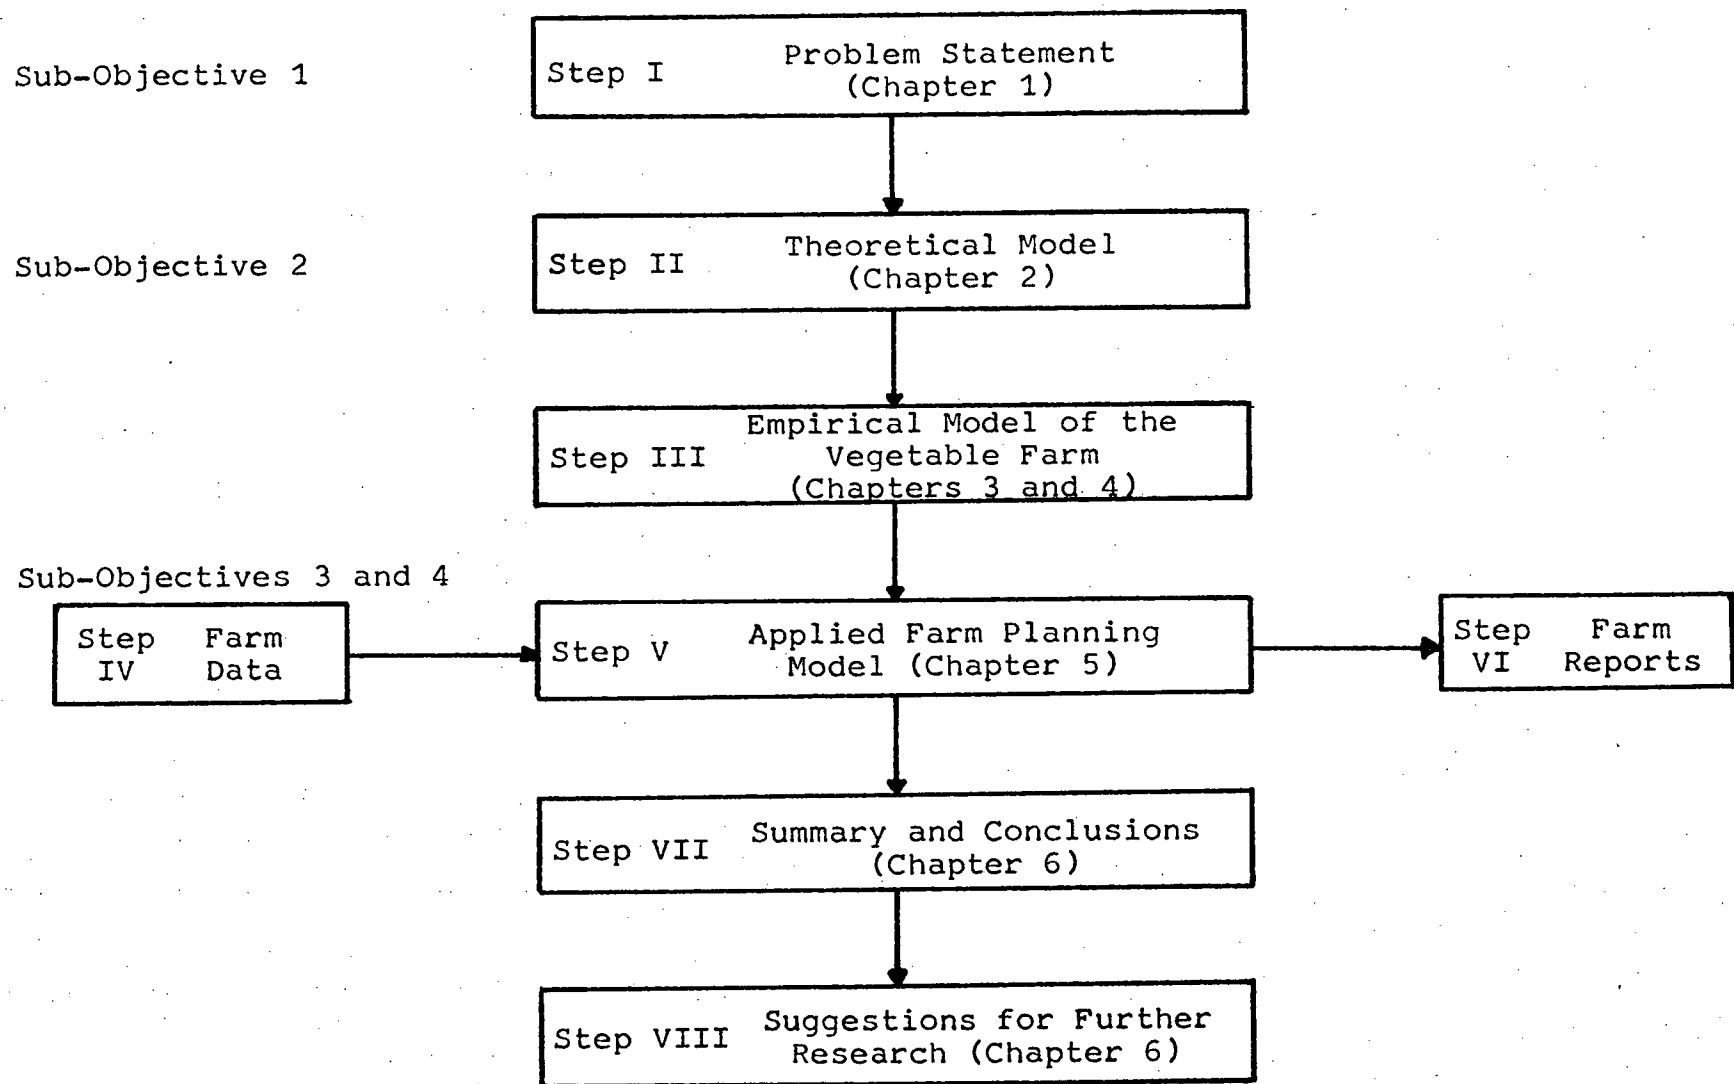 Sub-Objective 1
Step I
Problem Statement
(Chapter 1)
Sub-Objective 2
Step II
Theoretical Model
(Chapter 2)
Step III
Empirical Model of the
Vegetable Farm
(Chapters 3 and 4)
Sub-Objectives 3 and 4
Step
IV
Farm
Data
Step V
Applied Farm Planning
Model (Chapter 5)
Step
VI
Farm
Reports
Step VII
Summary and Conclusions
(Chapter 6)
Step VIII
Suggestions for Further
Research (Chapter 6)